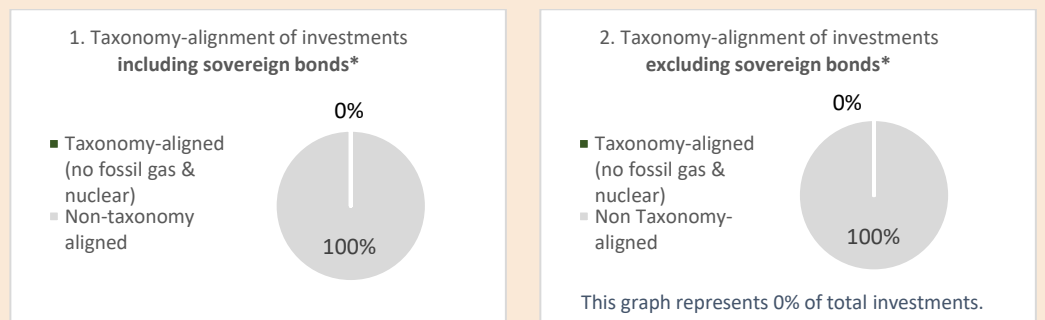 1. Taxonomy-alignment of investments
including sovereign bonds*
0%
Taxonomy-aligned
(no fossil gas &
nuclear)
Non-taxonomy
aligned
100%
2. Taxonomy-alignment of investments
excluding sovereign bonds*
0%
Taxonomy-aligned
(no fossil gas &
nuclear)
Non Taxonomy-
aligned
100%
This graph represents 0% of total investments.